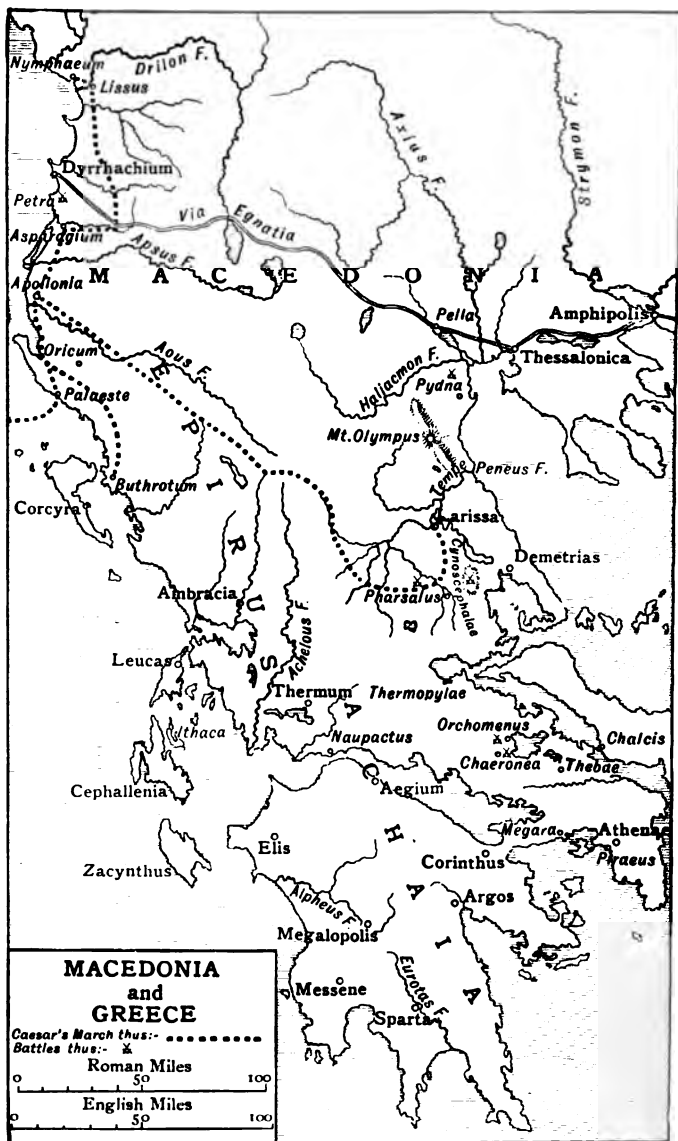 Nymphaeum
Drilon F.
Lissus
Axius F.
Strymon F.
Dyrrhachium
Petra
Via Egnatia
Asparagium
Apsus F.
MACEDONIA
Apollonia
Pella
Amphipolis
Thessalonica
Oricum
Aous F.
Haliacmon F.
Pydna
Palaeste
EPIRUS
Mt. Olympus
Tempe
Peneus F.
Buthrotum
Corcyra
Larissa
Cynoscephalae
Demetrias
Ambracia
Pharsalus
Achelous F.
Leucas
Thermum
Thermopylae
Ithaca
Orchomenus
Chalcis
Naupactus
Chaeronea
Thebae
Cephallenia
Aegium
ACHAIA
Megara
Athenae
Elis
Piraeus
Zacynthus
Corinthus
Alpheus F.
Argos
Megalopolis
Messene
Eurotas F.
Sparta
MACEDONIA
and
GREECE
Caesar's March thus:-
Battles thus:-
Roman Miles
0 50 100
English Miles
0 50 100